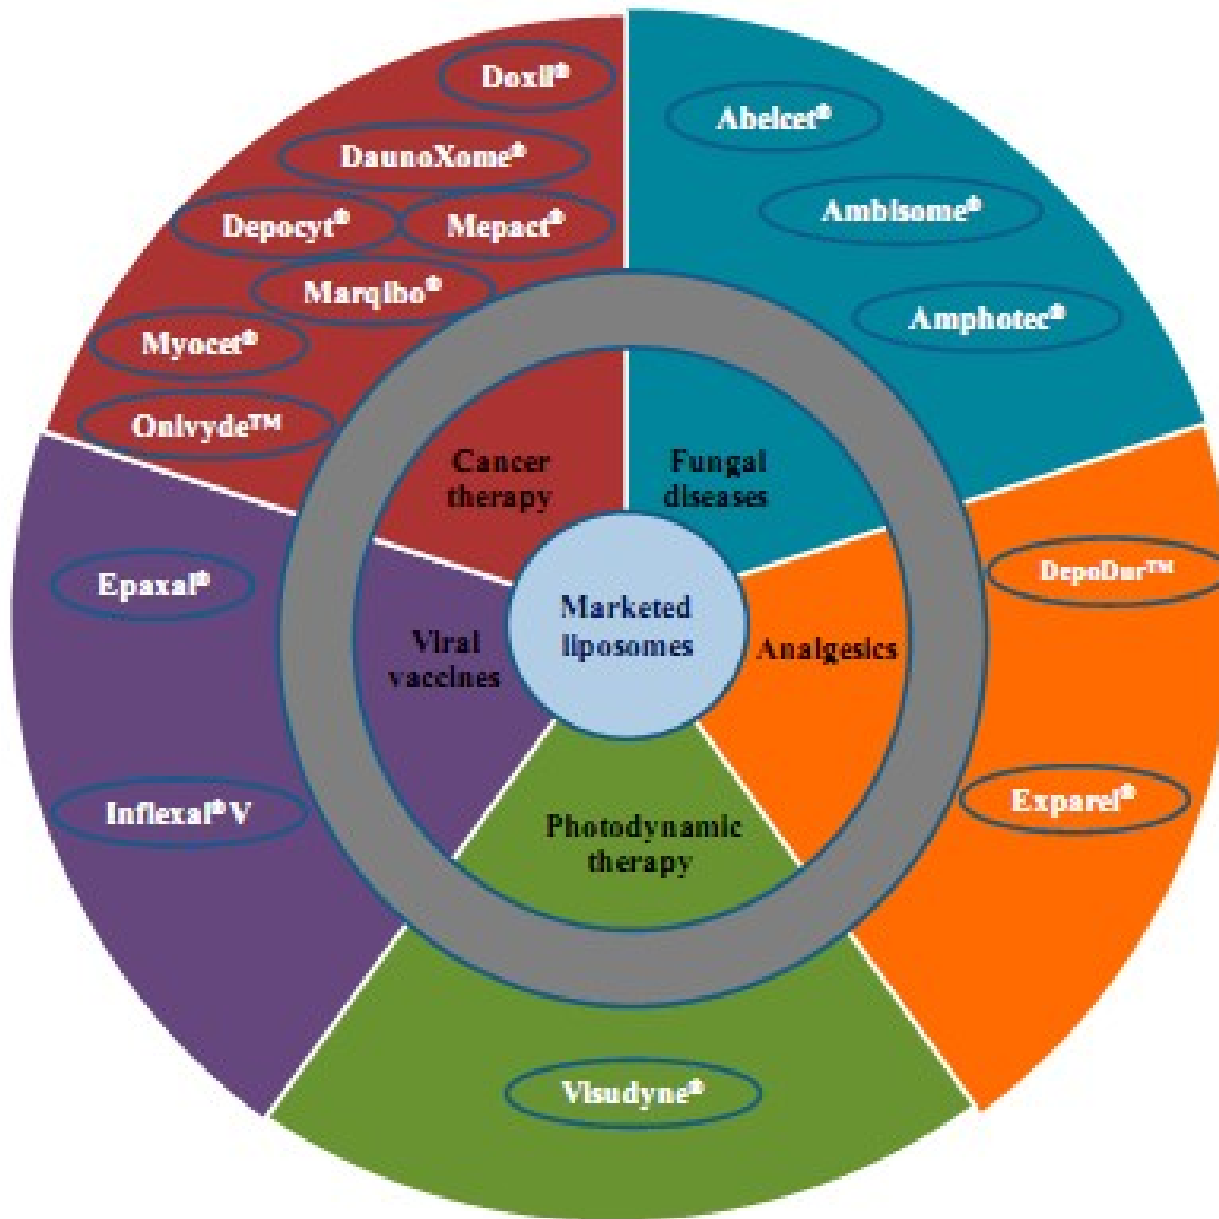 Doxil®
Abelcet®
DaunoXome®
Ambisome®
Depocyt® Mepact®
Marqibo®
Amphotec®
Myocet®
Onivyde™
Cancer
therapy
Fungal
diseases
Epaxal®
DepoDur™
Marketed
liposomes
Viral
vaccines
Analgesics
Inflexal® V
Exparel®
Photodynamic
therapy
Visudyne®